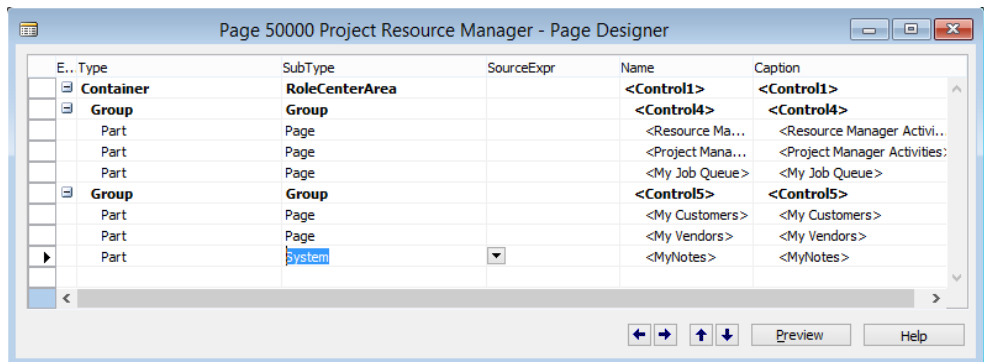 Page 50000 Project Resource Manager - Page Designer
E.. Type SubType SourceExpr Name Caption
Container RoleCenterArea <Control1> <Control1>
Group Group <Control4> <Control4>
Part Page <Resource Ma... <Resource Manager Activi...
Part Page <Project Mana... <Project Manager Activities>
Part Page <My Job Queue> <My Job Queue>
Group Group <Control5> <Control5>
Part Page <My Customers> <My Customers>
Part Page <My Vendors> <My Vendors>
Part System <MyNotes> <MyNotes>
Preview Help